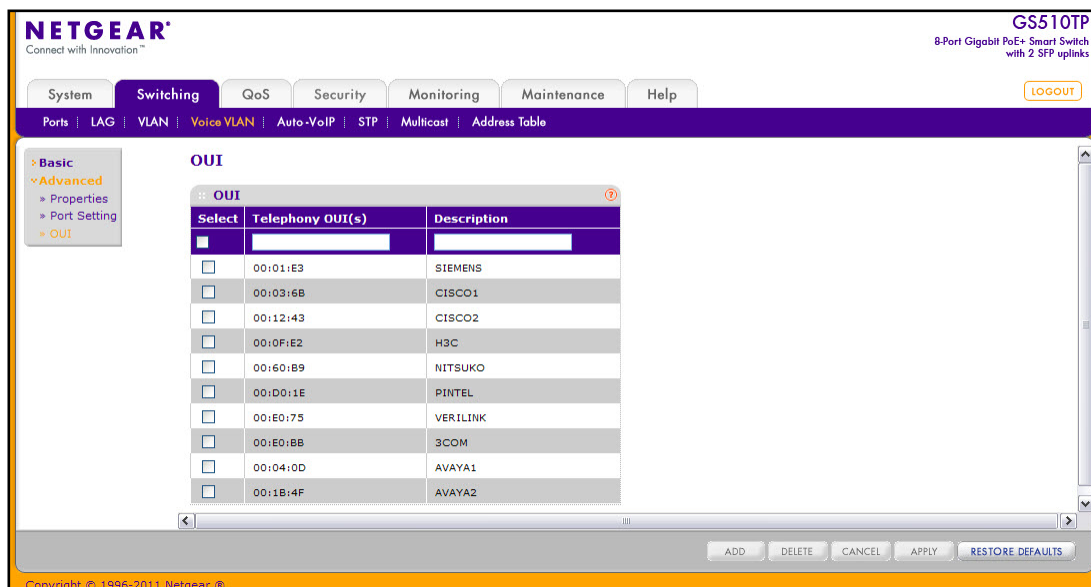 NETGEAR®
Connect with Innovation™
GS510TP
8-Port Gigabit PoE+ Smart Switch
with 2 SFP uplinks
System Switching QoS Security Monitoring Maintenance Help LOGOUT
Ports LAG VLAN Voice VLAN Auto-VoIP STP Multicast Address Table
Basic
Advanced
» Properties
» Port Setting
» OUI
OUI
OUI ?
Select Telephony OUI(s) Description
00:01:E3 SIEMENS
00:03:6B CISCO1
00:12:43 CISCO2
00:0F:E2 H3C
00:60:B9 NITSUKO
00:D0:1E PINTEL
00:E0:75 VERILINK
00:E0:BB 3COM
00:04:0D AVAYA1
00:1B:4F AVAYA2
ADD DELETE CANCEL APPLY RESTORE DEFAULTS
Copyright © 1996-2011 Netgear ®